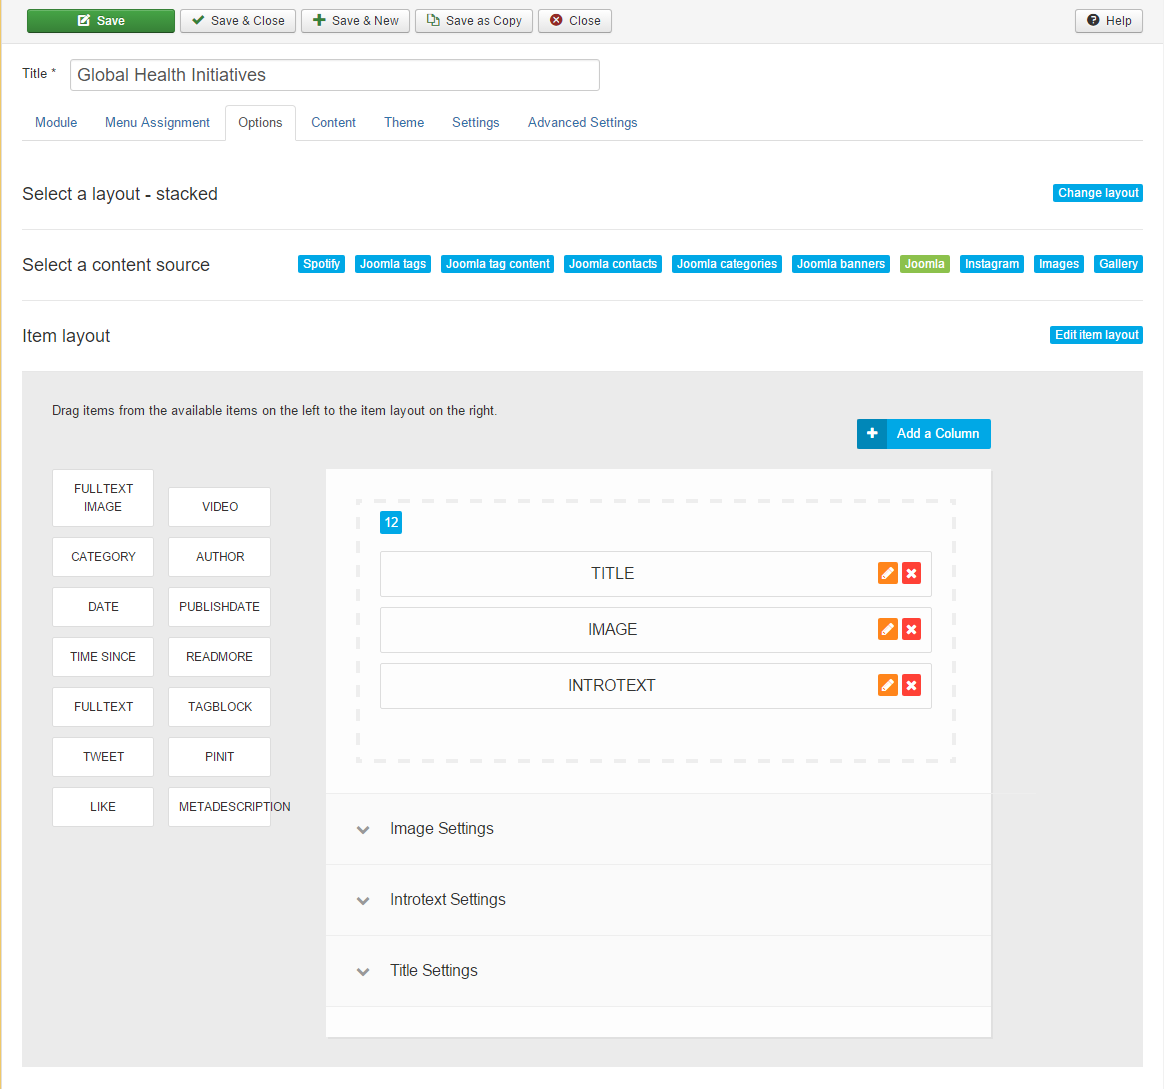 Save
Save & Close
Save & New
Save as Copy
Close
Help
Title *
Global Health Initiatives
Module
Menu Assignment
Options
Content
Theme
Settings
Advanced Settings
Select a layout - stacked
Change layout
Select a content source
Spotify
Joomla tags
Joomla tag content
Joomla contacts
Joomla categories
Joomla banners
Joomla
Instagram
Images
Gallery
Item layout
Edit item layout
Drag items from the available items on the left to the item layout on the right.
Add a Column
FULLTEXT
IMAGE
VIDEO
CATEGORY
AUTHOR
DATE
PUBLISHDATE
TIME SINCE
READMORE
FULLTEXT
TAGBLOCK
TWEET
PINIT
LIKE
METADESCRIPTION
12
TITLE
IMAGE
INTROTEXT
Image Settings
Introtext Settings
Title Settings